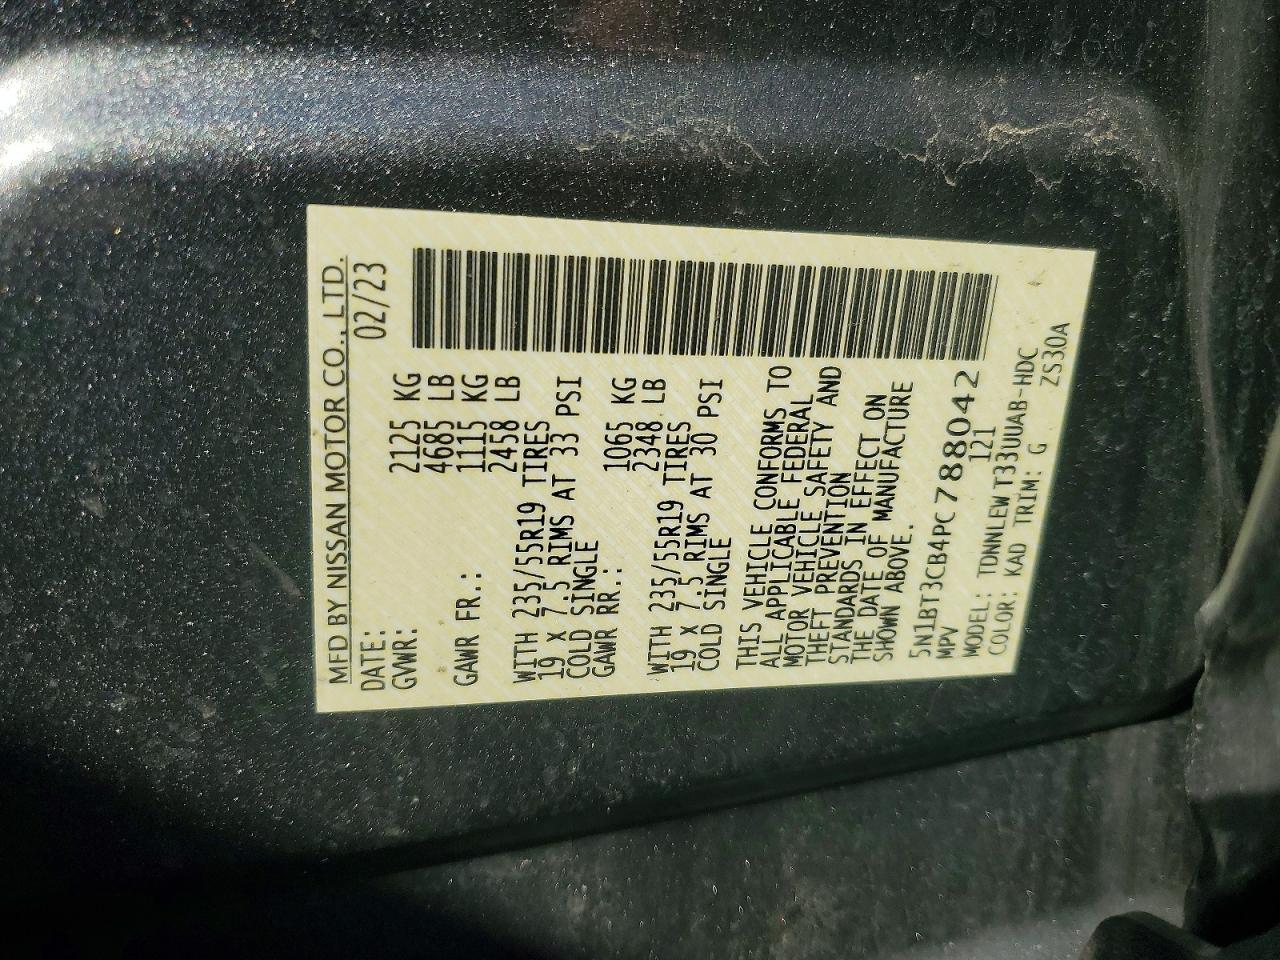 MFD BY NISSAN MOTOR CO., LTD.
DATE: 02/23
GVWR: 2125 KG
4685 LB
GAWR FR.: 1115 KG
2458 LB
WITH 235/55R19 TIRES
19 X 7.5 RIMS AT 33 PSI
COLD SINGLE
GAWR RR.: 1065 KG
2348 LB
WITH 235/55R19 TIRES
19 X 7.5 RIMS AT 30 PSI
COLD SINGLE
THIS VEHICLE CONFORMS TO
ALL APPLICABLE FEDERAL
MOTOR VEHICLE SAFETY AND
THEFT PREVENTION
STANDARDS IN EFFECT ON
THE DATE OF MANUFACTURE
SHOWN ABOVE.
5N1BT3CB4PC788042
MPV 121
MODEL: TDNNLEW T33UUAB-HDC
COLOR: KAD TRIM: G ZS30A